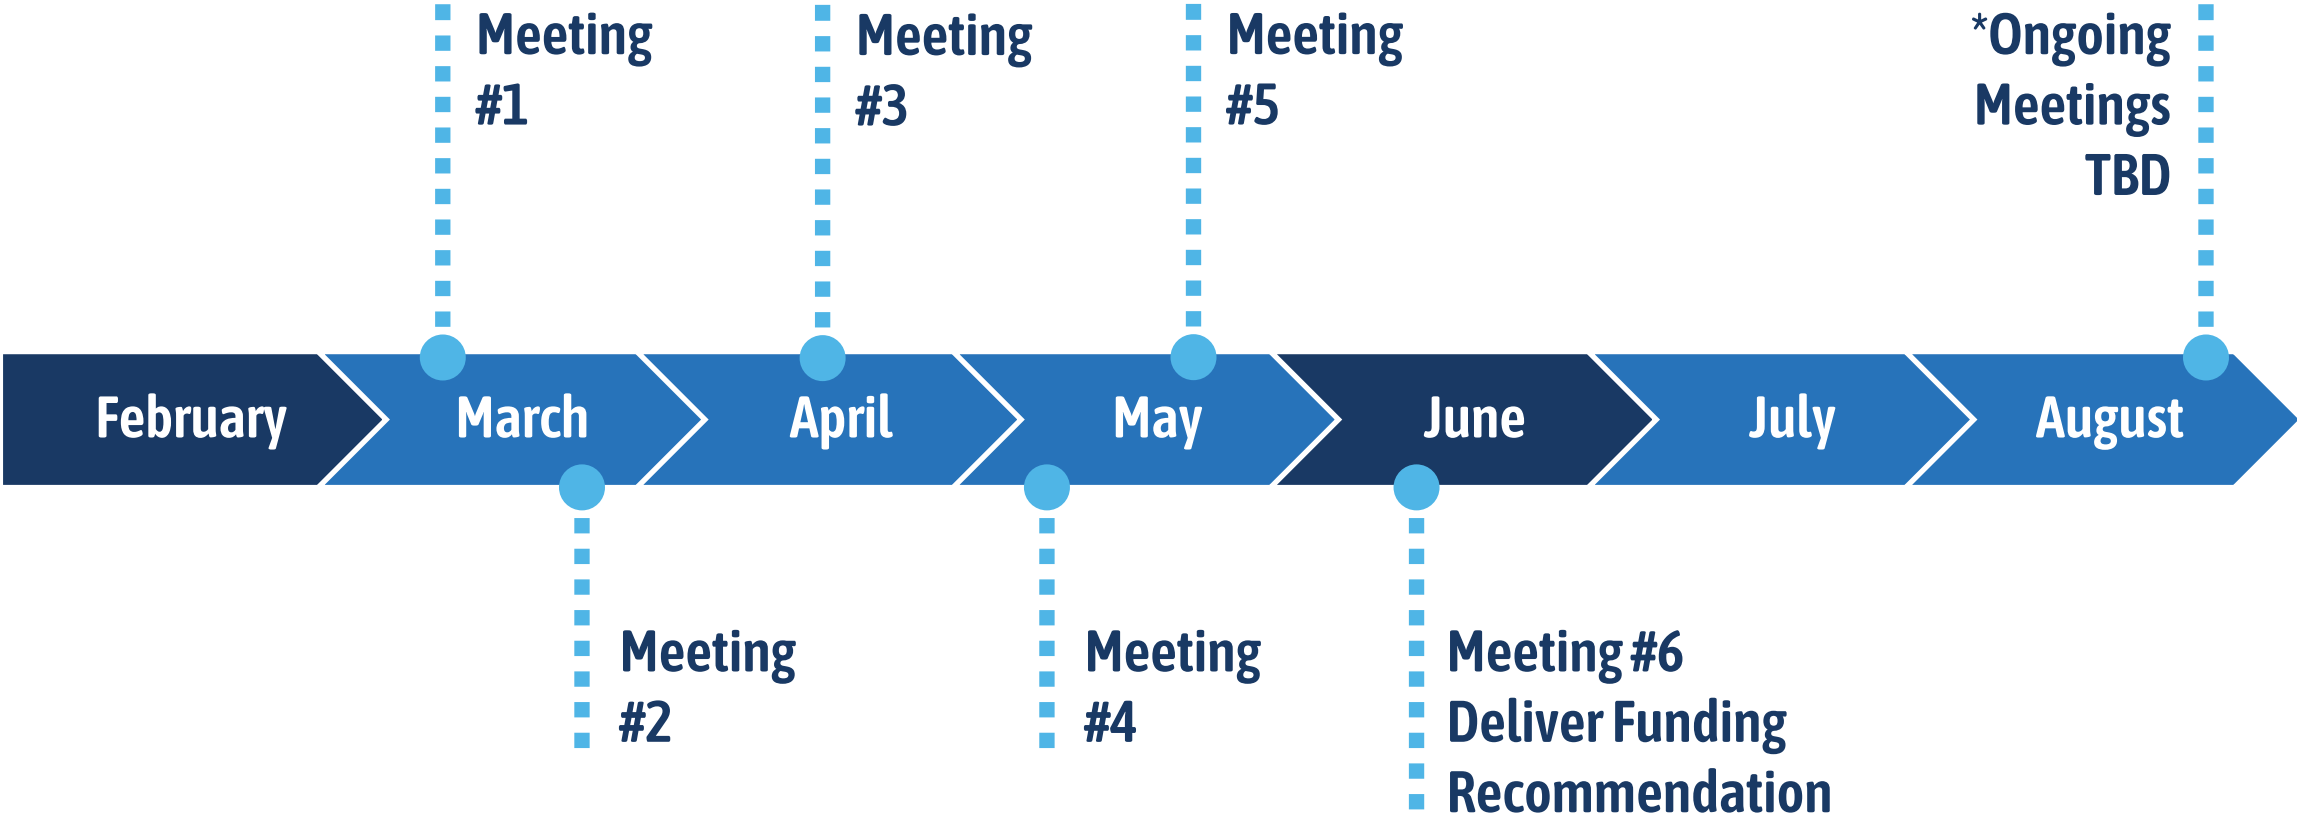 Meeting
#1
Meeting
#3
Meeting
#5
*Ongoing
Meetings
TBD
February
March
April
May
June
July
August
Meeting
#2
Meeting
#4
Meeting #6
Deliver Funding
Recommendation